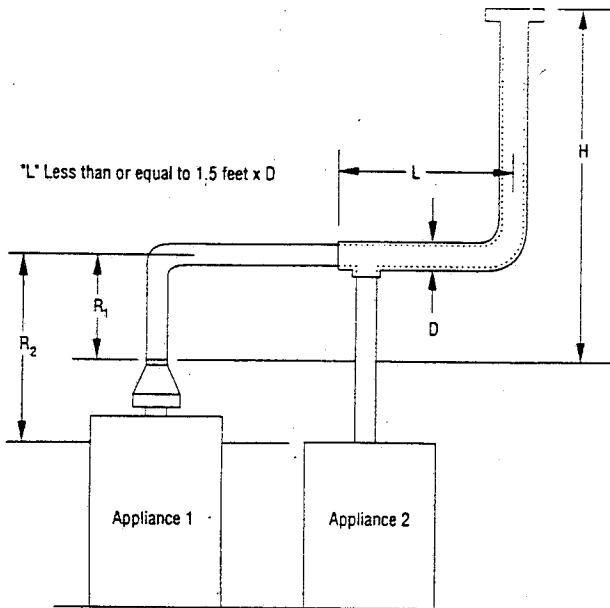 H
"L" Less than or equal to 1.5 feet x D
L
R₁
R₂
D
Appliance 1
Appliance 2